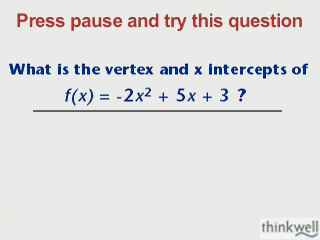 Press pause and try this question
What is the vertex and x intercepts of
f(x) = -2x² + 5x + 3 ?
thinkwell